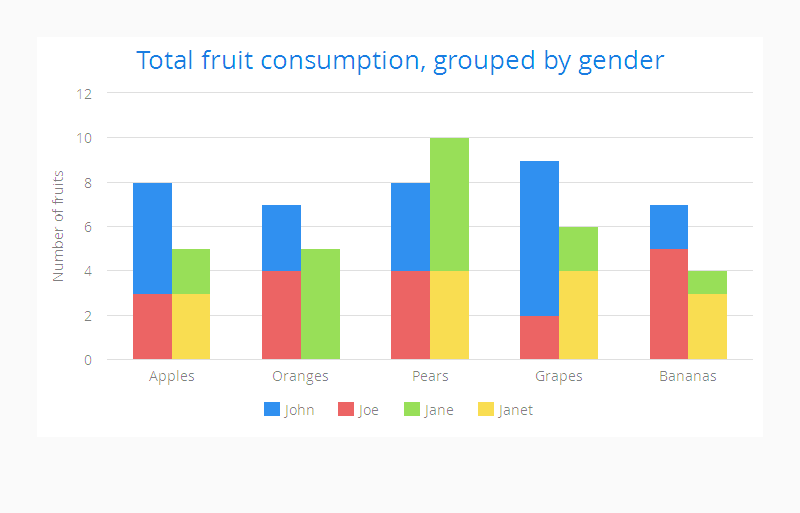 Total fruit consumption, grouped by gender
Number of fruits
12
10
8
6
4
2
0
Apples Oranges Pears Grapes Bananas
John Joe Jane Janet